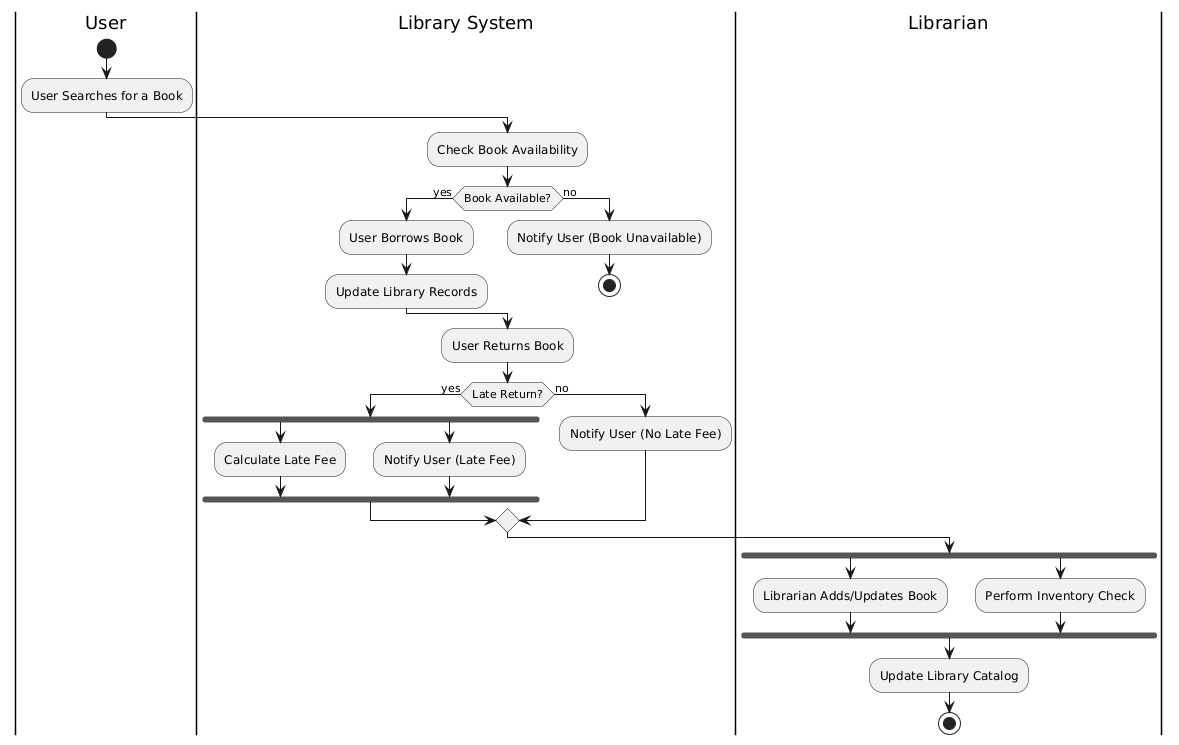 User
Library System
Librarian
User Searches for a Book
Check Book Availability
yes
Book Available?
no
User Borrows Book
Notify User (Book Unavailable)
Update Library Records
User Returns Book
yes
Late Return?
no
Notify User (No Late Fee)
Calculate Late Fee
Notify User (Late Fee)
Librarian Adds/Updates Book
Perform Inventory Check
Update Library Catalog